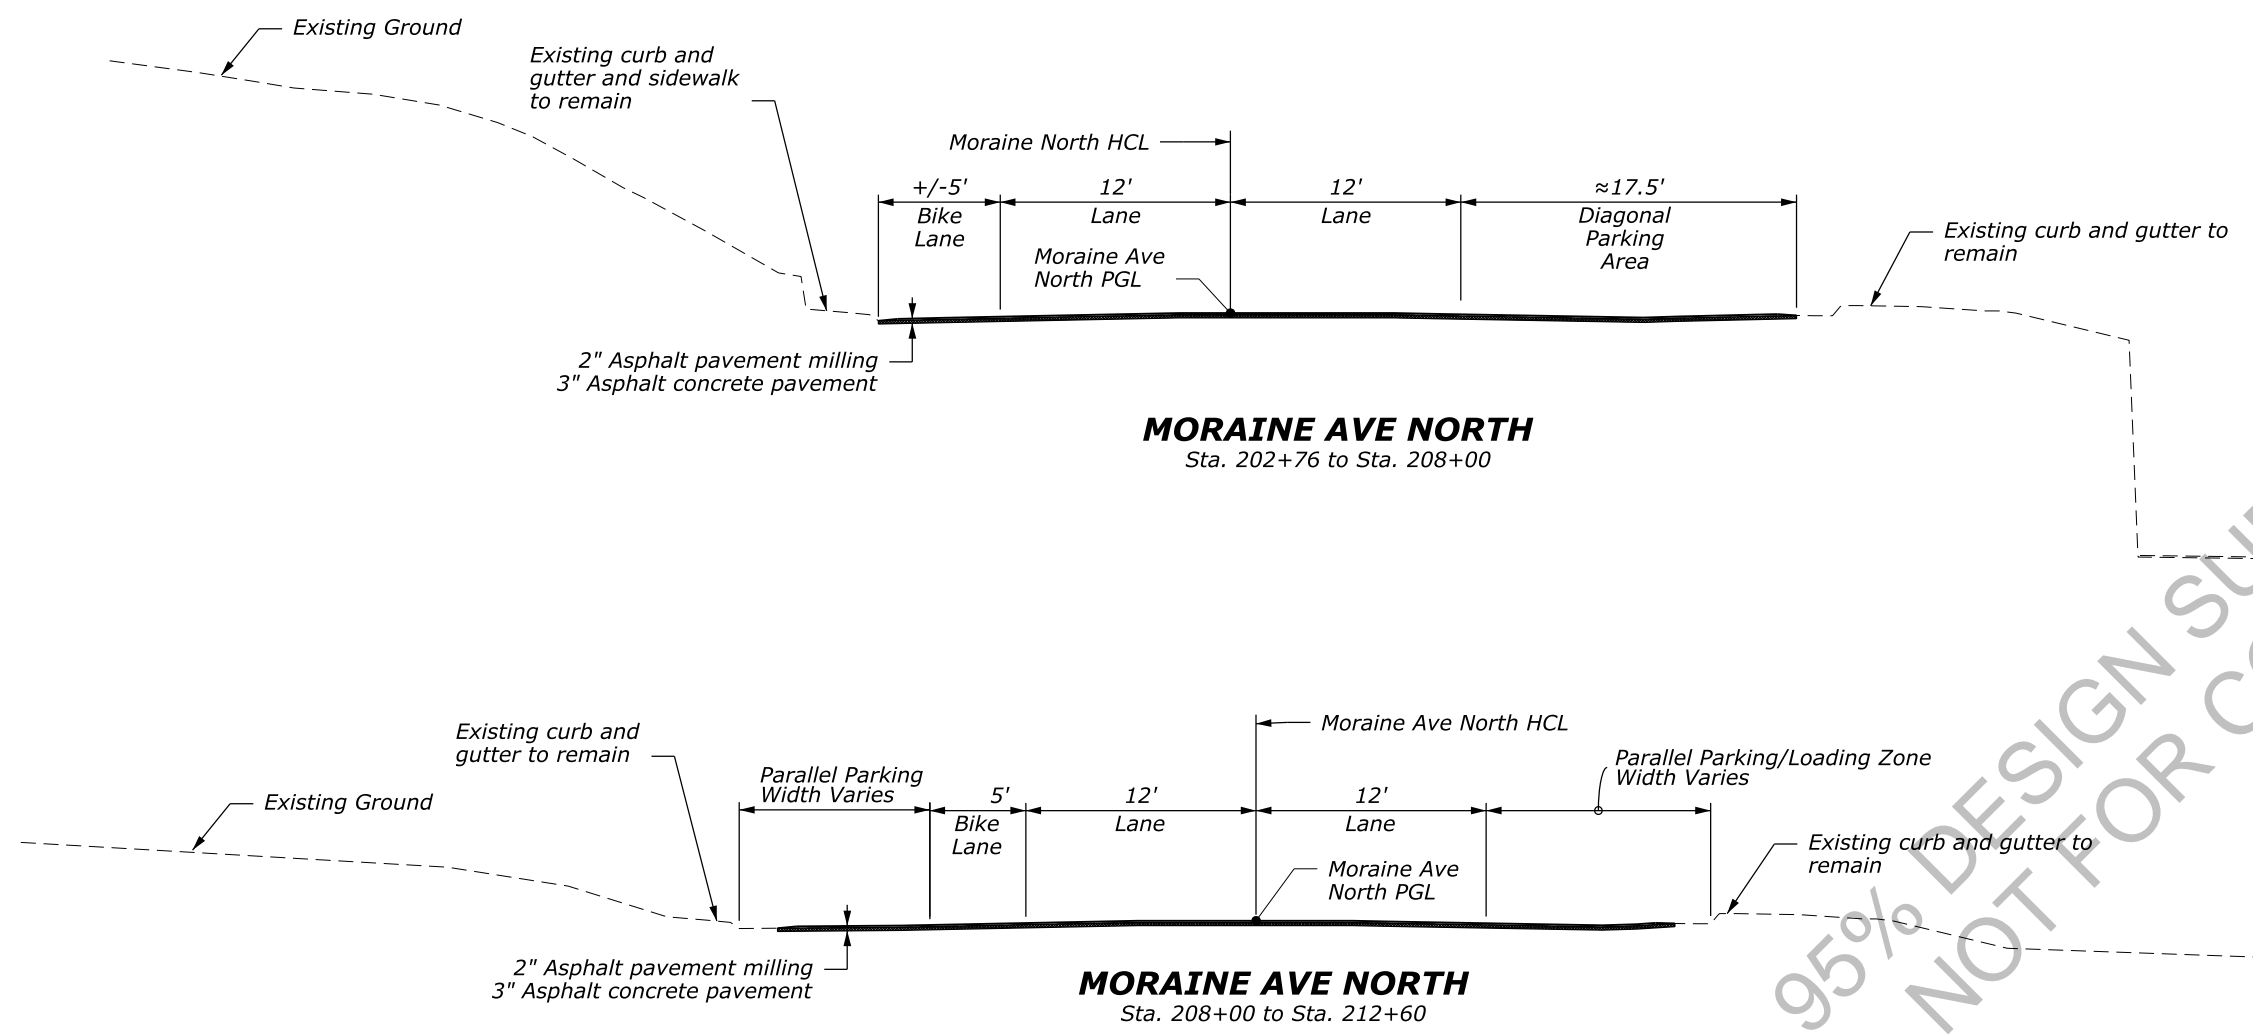 Existing Ground
Existing curb and
gutter and sidewalk
to remain
Moraine North HCL
+/-5'
12'
12'
≈17.5'
Bike
Lane
Lane
Lane
Diagonal
Parking
Area
Moraine Ave
North PGL
Existing curb and gutter to
remain
2" Asphalt pavement milling
3" Asphalt concrete pavement
MORAINE AVE NORTH
Sta. 202+76 to Sta. 208+00
Existing curb and
gutter to remain
Moraine Ave North HCL
Parallel Parking/Loading Zone
Width Varies
Parallel Parking
Width Varies
Existing Ground
5'
12'
12'
Bike
Lane
Lane
Lane
Moraine Ave
North PGL
Existing curb and gutter to
remain
2" Asphalt pavement milling
3" Asphalt concrete pavement
MORAINE AVE NORTH
Sta. 208+00 to Sta. 212+60
95% DESIGN
NOT FOR